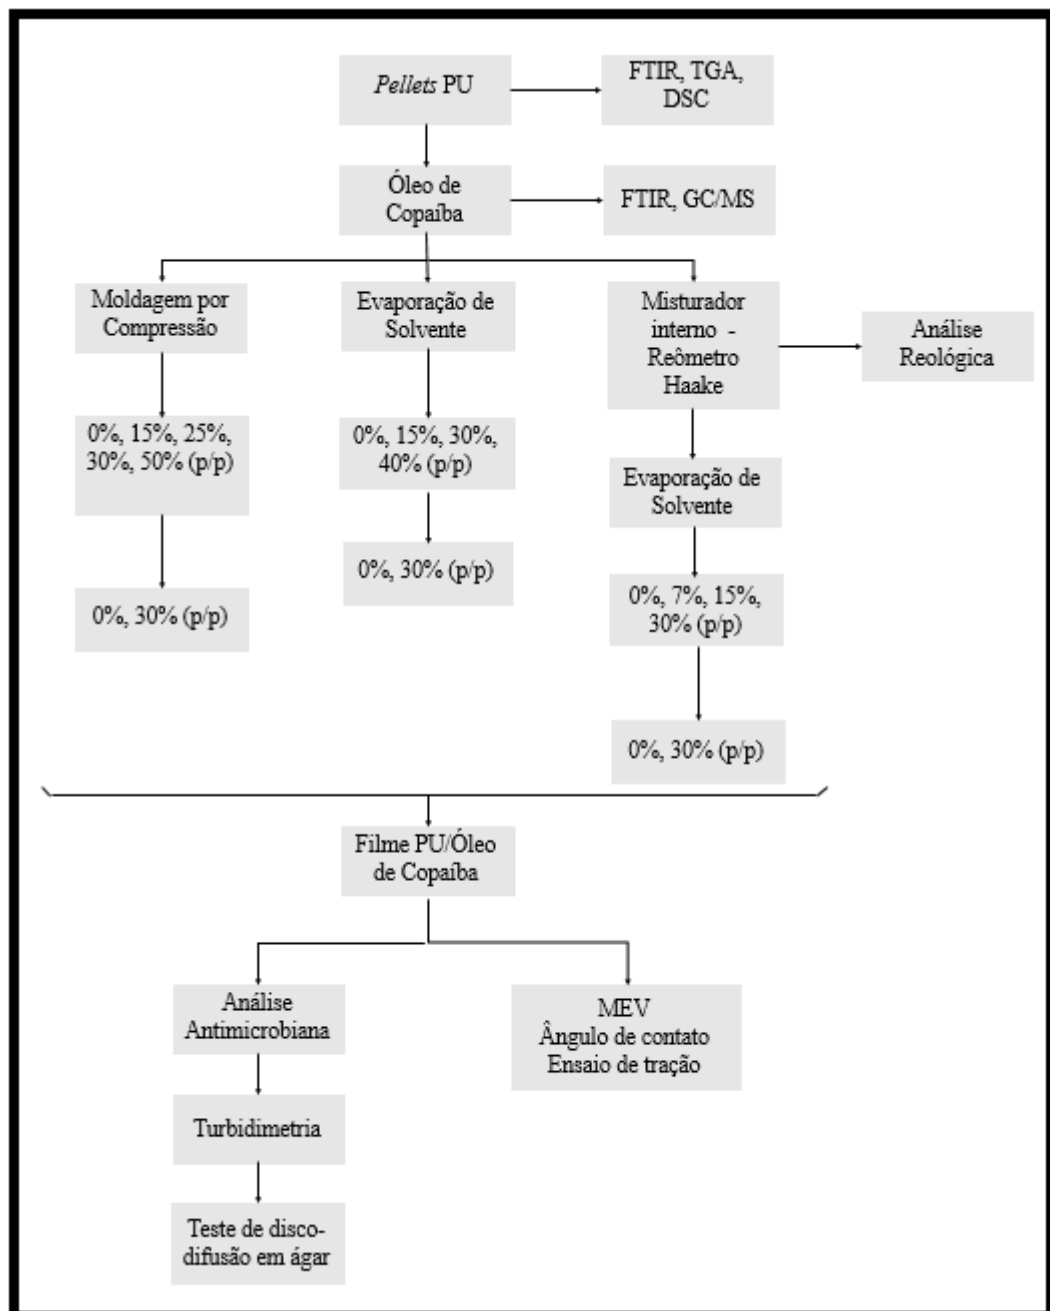 Pellets PU
FTIR, TGA,
DSC
Óleo de
Copaíba
FTIR, GC/MS
Moldagem por
Compressão
Evaporação de
Solvente
Misturador
interno -
Reômetro
Haake
Análise
Reológica
0%, 15%, 25%,
30%, 50% (p/p)
0%, 15%, 30%,
40% (p/p)
Evaporação de
Solvente
0%, 30% (p/p)
0%, 30% (p/p)
0%, 7%, 15%,
30% (p/p)
0%, 30% (p/p)
Filme PU/Óleo
de Copaíba
Análise
Antimicrobiana
MEV
Ângulo de contato
Ensaio de tração
Turbidimetria
Teste de disco-
difusão em ágar